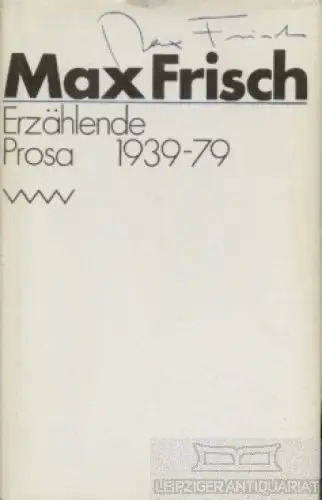 Max Frisch
Max Frisch
Erzählende
Prosa 1939-79
VWV
LEIPZIGER ANTIQUARIAT